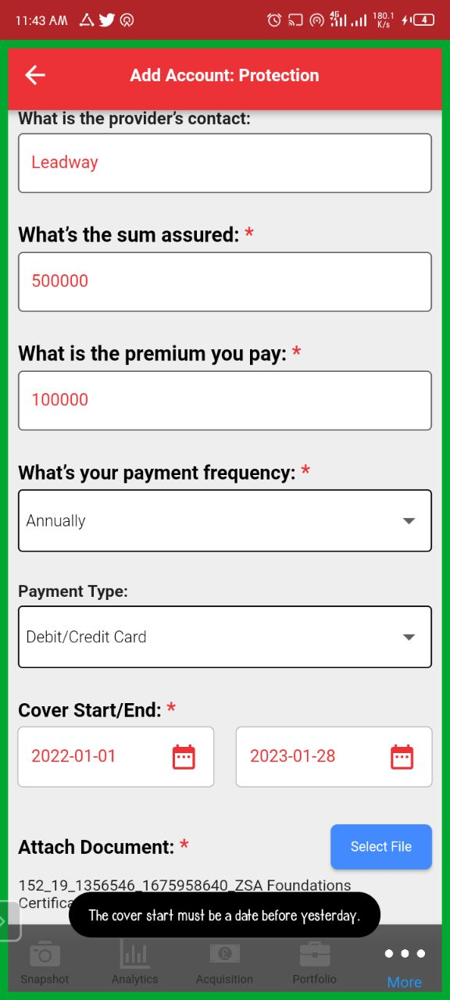 11:43 AM
4G
180.1
K/s
4
Add Account: Protection
What is the provider's contact:
Leadway
What's the sum assured: *
500000
What is the premium you pay: *
100000
What's your payment frequency: *
Annually
Payment Type:
Debit/Credit Card
Cover Start/End: *
2022-01-01
2023-01-28
Attach Document: *
Select File
152_19_1356546_1675958640_ZSA Foundations
Certifica
The cover start must be a date before yesterday.
Snapshot
Analytics
Acquisition
Portfolio
More